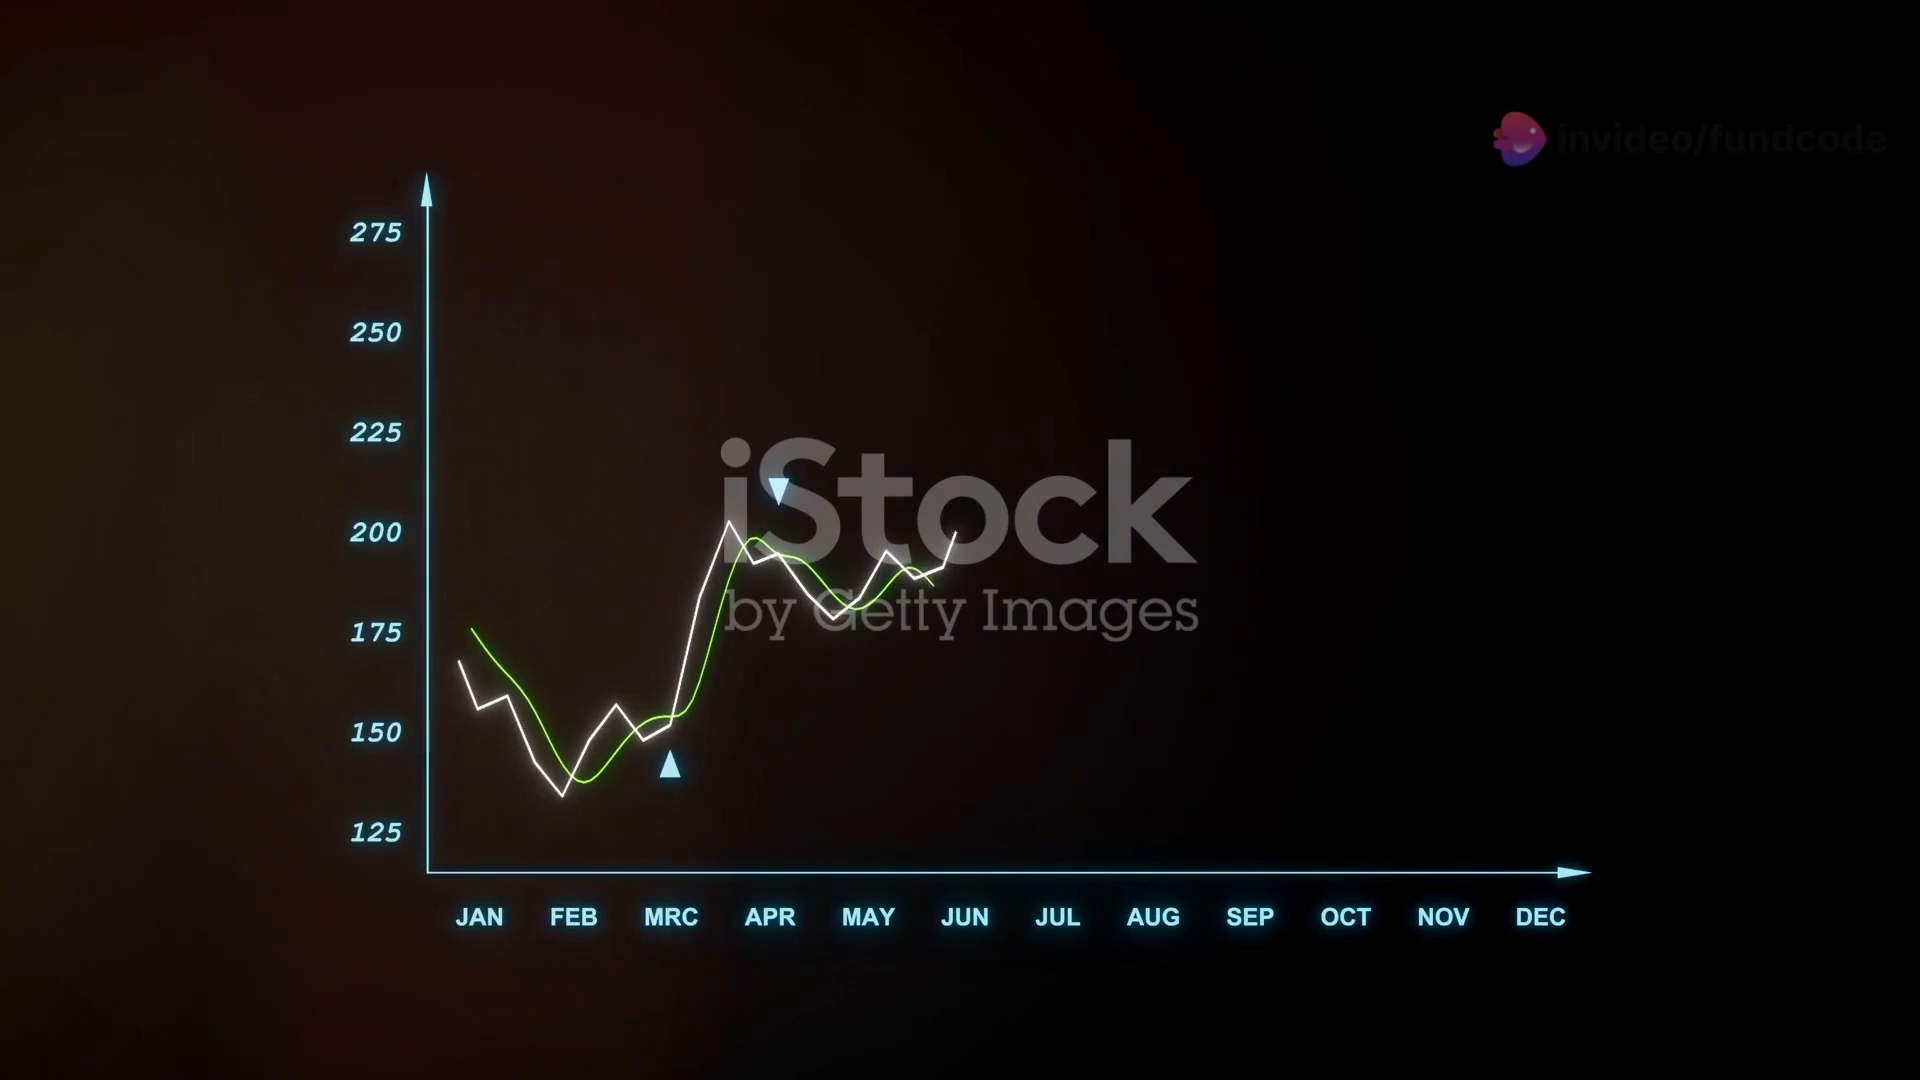 invideo/fundcode
275
250
225
200
175
150
125
iStock
by Getty Images
JAN FEB MRC APR MAY JUN JUL AUG SEP OCT NOV DEC